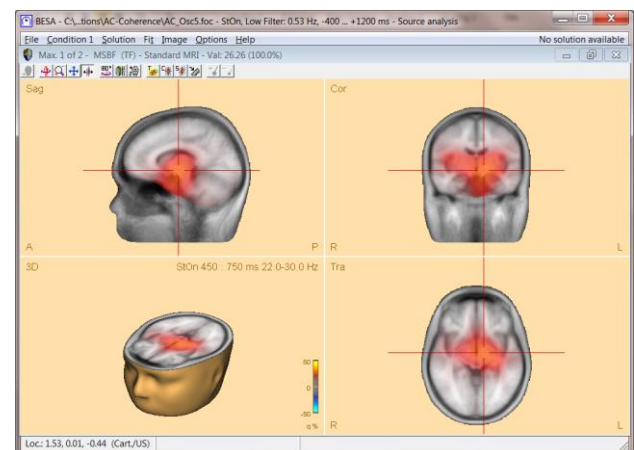 BESA - C:\...tions\AC-Coherence\AC_Osc5.foc - StOn, Low Filter: 0.53 Hz, -400 ... +1200 ms - Source analysis
File Condition 1 Solution Fit Image Options Help No solution available
Max. 1 of 2 - MSBF (TF) - Standard MRI - Val: 26.26 (100.0%)
Sag
Cor
A P
R L
3D StOn 450 : 750 ms 22.0-30.0 Hz
Tra
50
0
-50
q%
R L
Loc.: 1.53, 0.01, -0.44 (Cart./US)